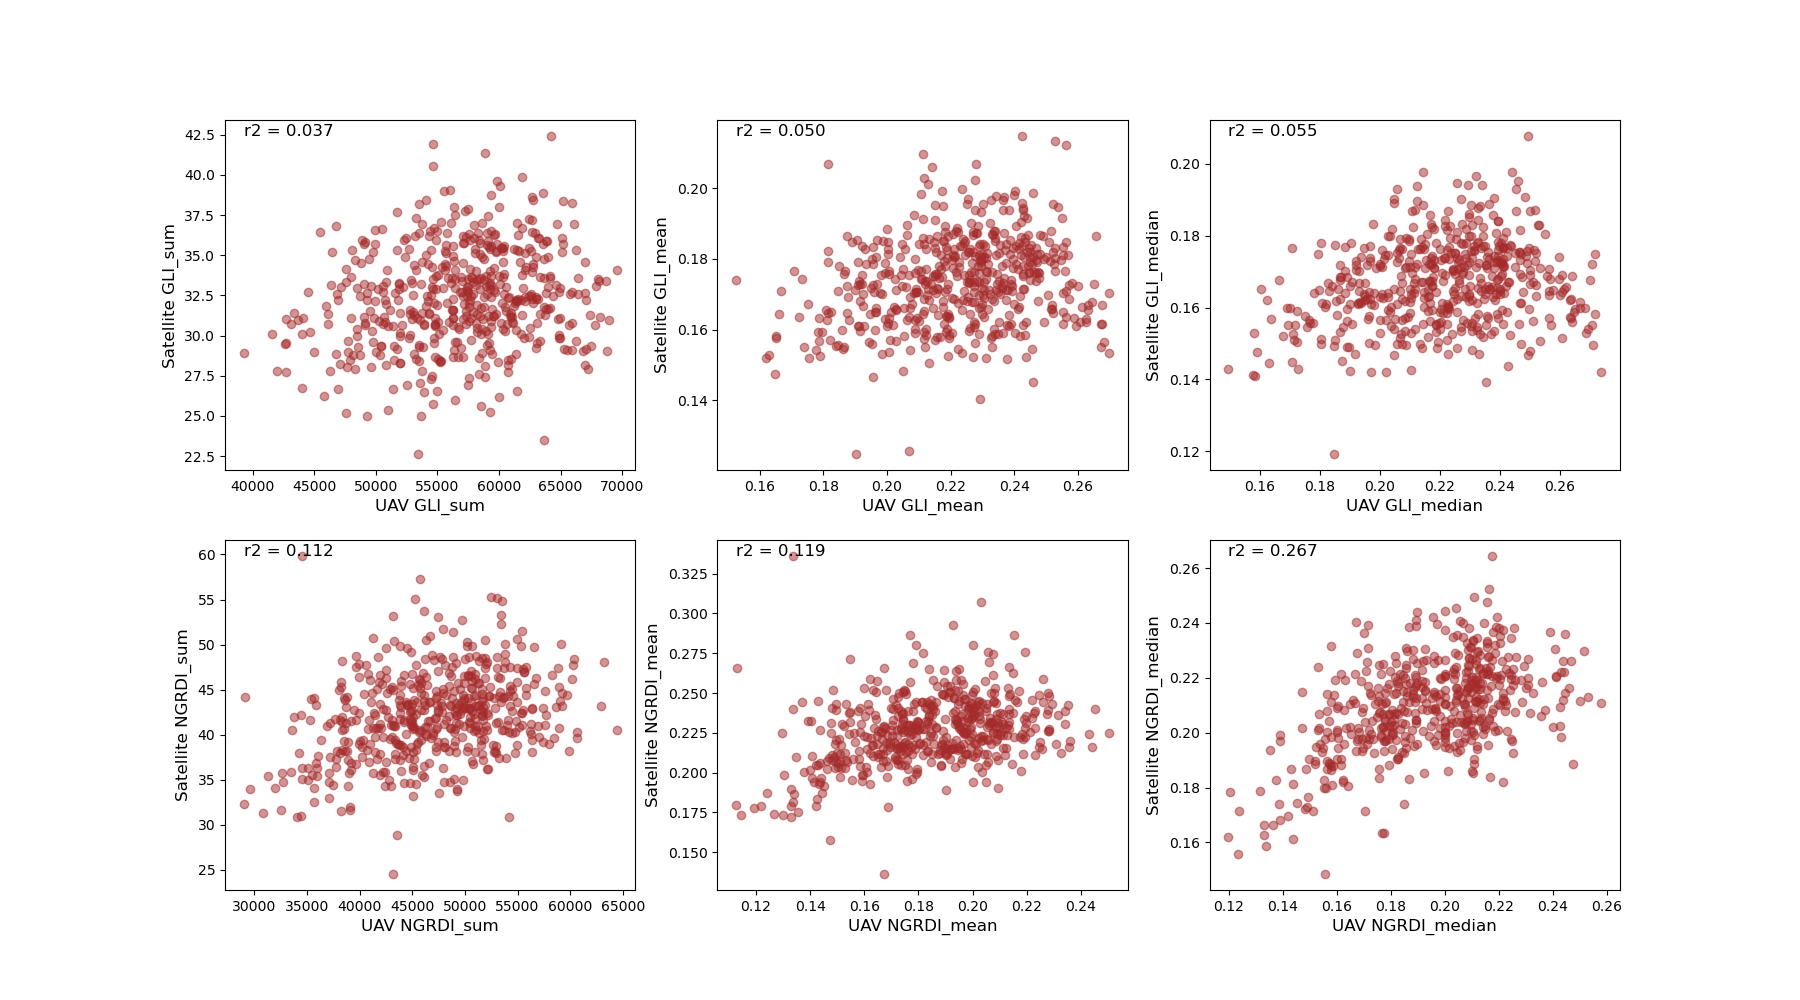 r2 = 0.037
42.5
40.0
37.5
35.0
32.5
30.0
27.5
25.0
22.5
Satellite GLI_sum
40000 45000 50000 55000 60000 65000 70000
UAV GLI_sum
r2 = 0.050
0.20
0.18
0.16
0.14
Satellite GLI_mean
0.16 0.18 0.20 0.22 0.24 0.26
UAV GLI_mean
r2 = 0.055
0.20
0.18
0.16
0.14
0.12
Satellite GLI_median
0.16 0.18 0.20 0.22 0.24 0.26
UAV GLI_median
r2 = 0.112
60
55
50
45
40
35
30
25
Satellite NGRDI_sum
30000 35000 40000 45000 50000 55000 60000 65000
UAV NGRDI_sum
r2 = 0.119
0.325
0.300
0.275
0.250
0.225
0.200
0.175
0.150
Satellite NGRDI_mean
0.12 0.14 0.16 0.18 0.20 0.22 0.24
UAV NGRDI_mean
r2 = 0.267
0.26
0.24
0.22
0.20
0.18
0.16
Satellite NGRDI_median
0.12 0.14 0.16 0.18 0.20 0.22 0.24 0.26
UAV NGRDI_median